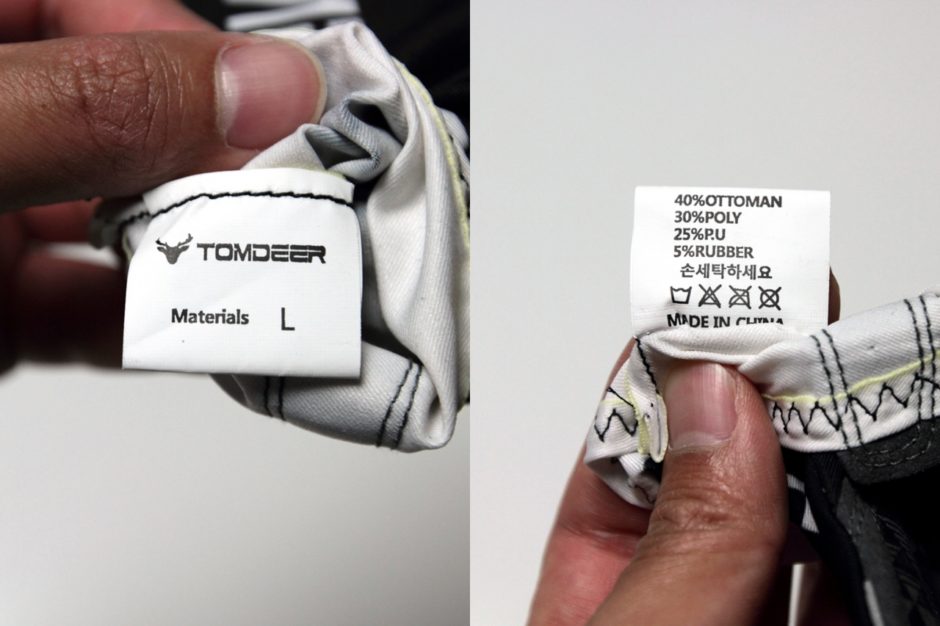 TOMDEER
Materials L
40%OTTOMAN
30%POLY
25%P.U
5%RUBBER
손세탁하세요
MADE IN CHINA